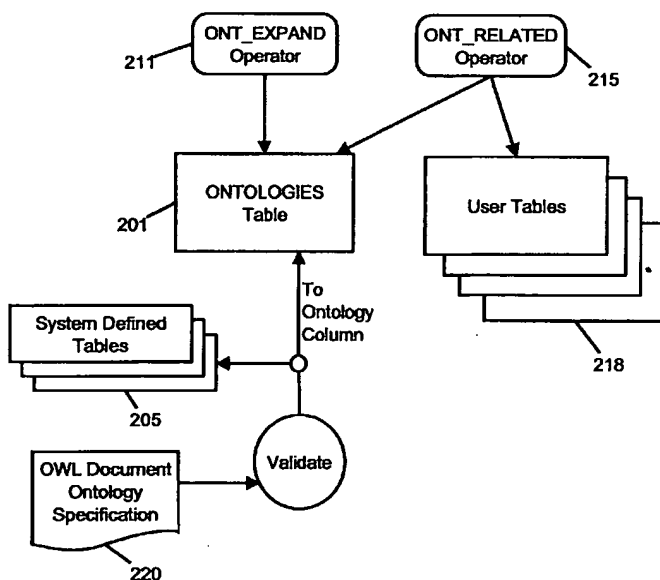 ONT_EXPAND
Operator
211
ONT_RELATED
Operator
215
ONTOLOGIES
Table
201
User Tables
218
To
Ontology
Column
System Defined
Tables
205
Validate
OWL Document
Ontology
Specification
220